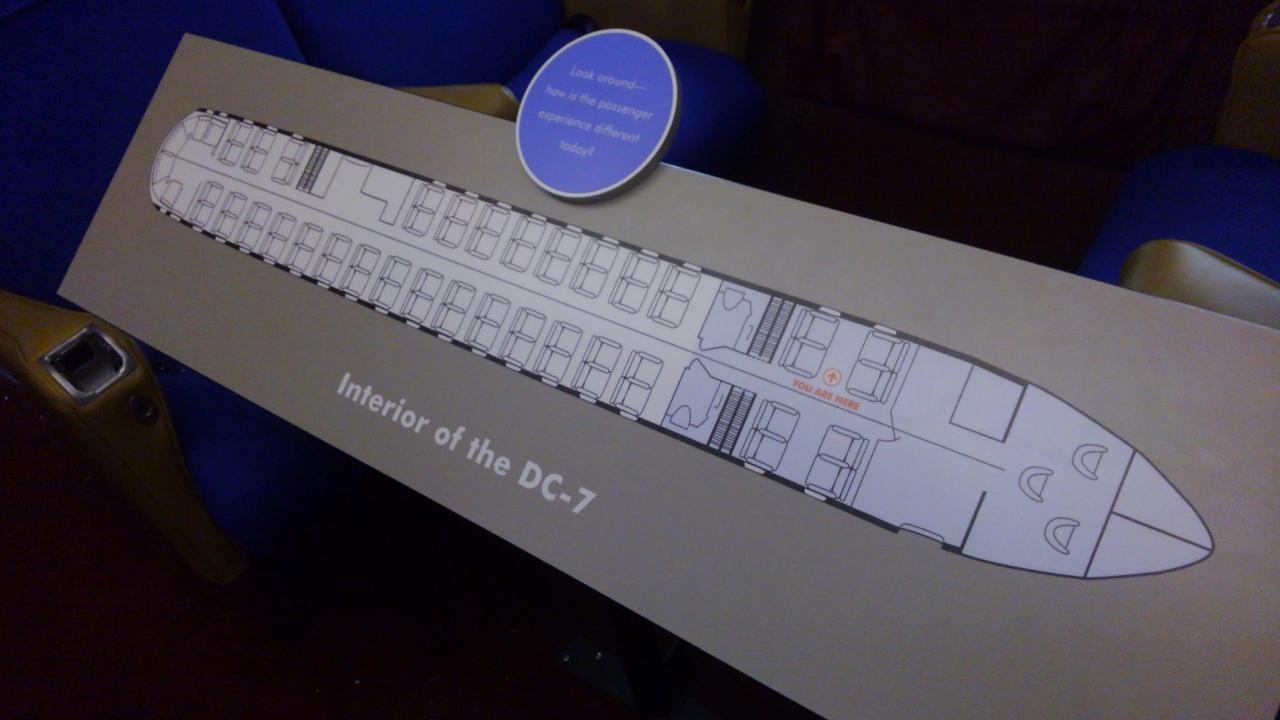 Look around—
how is the passenger
experience different
today?
YOU ARE HERE
Interior of the DC-7